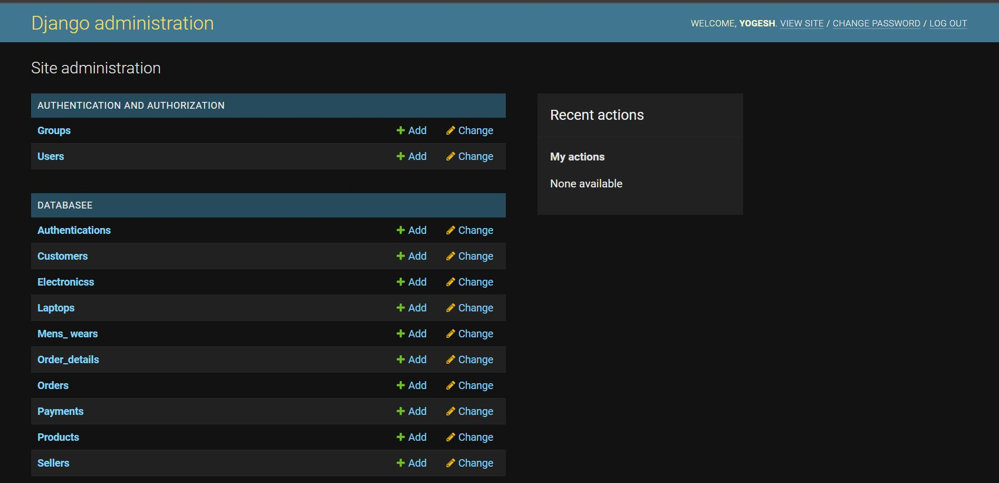 Django administration
WELCOME, YOGESH. VIEW SITE / CHANGE PASSWORD / LOG OUT
Site administration
AUTHENTICATION AND AUTHORIZATION
Groups Add Change
Users Add Change
DATABASEE
Authentications Add Change
Customers Add Change
Electronicss Add Change
Laptops Add Change
Mens_ wears Add Change
Order_details Add Change
Orders Add Change
Payments Add Change
Products Add Change
Sellers Add Change
Recent actions
My actions
None available